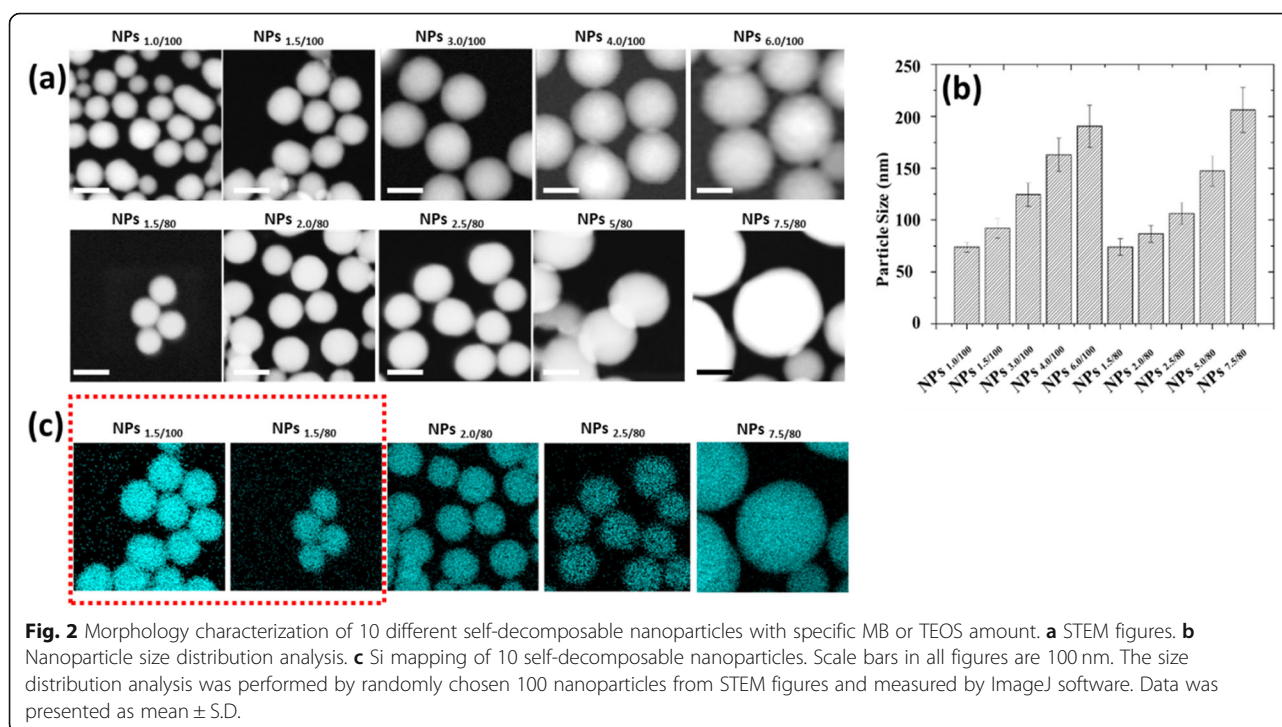 NPs 1.0/100 NPs 1.5/100 NPs 3.0/100 NPs 4.0/100 NPs 6.0/100
(a)
NPs 1.5/80 NPs 2.0/80 NPs 2.5/80 NPs 5/80 NPs 7.5/80
(b)
Particle Size (nm)
250
200
150
100
50
0
NPs 1.0/100 NPs 1.5/100 NPs 3.0/100 NPs 4.0/100 NPs 6.0/100 NPs 1.5/80 NPs 2.0/80 NPs 2.5/80 NPs 5.0/80 NPs 7.5/80
(c)
NPs 1.5/100 NPs 1.5/80 NPs 2.0/80 NPs 2.5/80 NPs 7.5/80
Fig. 2 Morphology characterization of 10 different self-decomposable nanoparticles with specific MB or TEOS amount. a STEM figures. b
Nanoparticle size distribution analysis. c Si mapping of 10 self-decomposable nanoparticles. Scale bars in all figures are 100 nm. The size
distribution analysis was performed by randomly chosen 100 nanoparticles from STEM figures and measured by ImageJ software. Data was
presented as mean ± S.D.